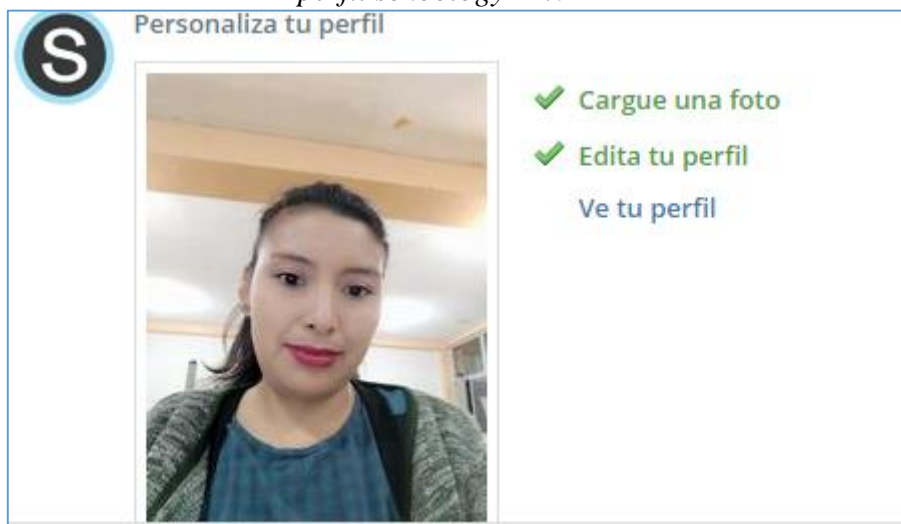 Personaliza tu perfil
S
Cargue una foto
Edita tu perfil
Ve tu perfil